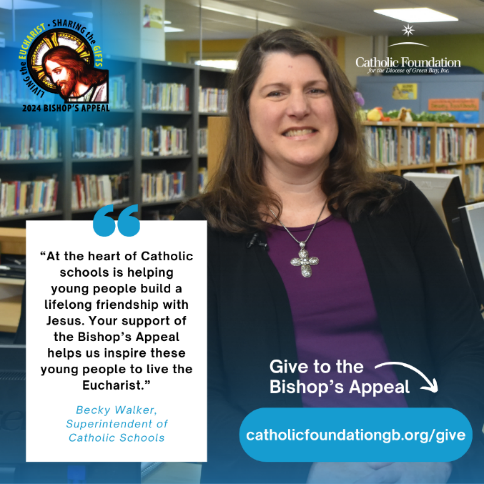 LIVING the EUCHARIST • SHARING the GIFTS
2024 BISHOP'S APPEAL
Catholic Foundation
for the Diocese of Green Bay, Inc.
“At the heart of Catholic
schools is helping
young people build a
lifelong friendship with
Jesus. Your support of
the Bishop’s Appeal
helps us inspire these
young people to live the
Eucharist.”
Becky Walker,
Superintendent of
Catholic Schools
Give to the
Bishop’s Appeal
catholicfoundationgb.org/give